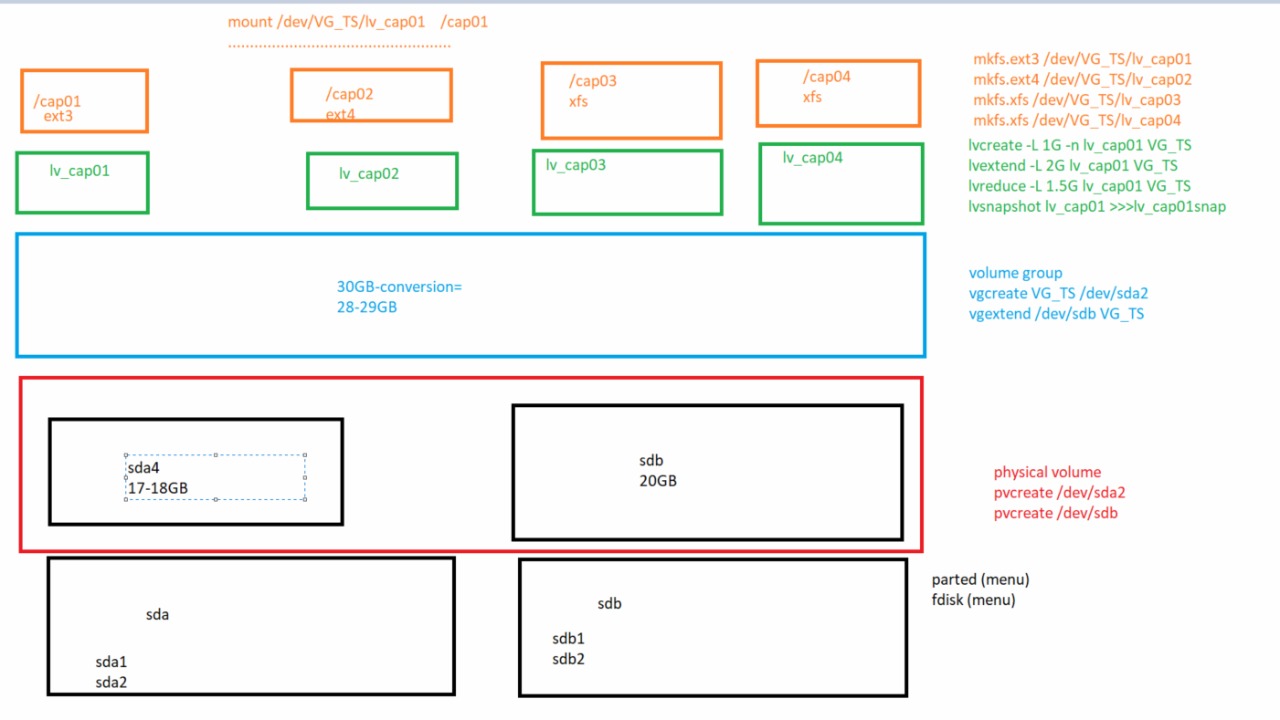 mount /dev/VG_TS/lv_cap01 /cap01
....................................................
/cap01
ext3
/cap02
ext4
/cap03
xfs
/cap04
xfs
mkfs.ext3 /dev/VG_TS/lv_cap01
mkfs.ext4 /dev/VG_TS/lv_cap02
mkfs.xfs /dev/VG_TS/lv_cap03
mkfs.xfs /dev/VG_TS/lv_cap04
lv_cap01
lv_cap02
lv_cap03
lv_cap04
lvcreate -L 1G -n lv_cap01 VG_TS
lvextend -L 2G lv_cap01 VG_TS
lvreduce -L 1.5G lv_cap01 VG_TS
lvsnapshot lv_cap01 >>>lv_cap01snap
30GB-conversion=
28-29GB
volume group
vgcreate VG_TS /dev/sda2
vgextend /dev/sdb VG_TS
sda4
17-18GB
sdb
20GB
physical volume
pvcreate /dev/sda2
pvcreate /dev/sdb
sda
sda1
sda2
sdb
sdb1
sdb2
parted (menu)
fdisk (menu)